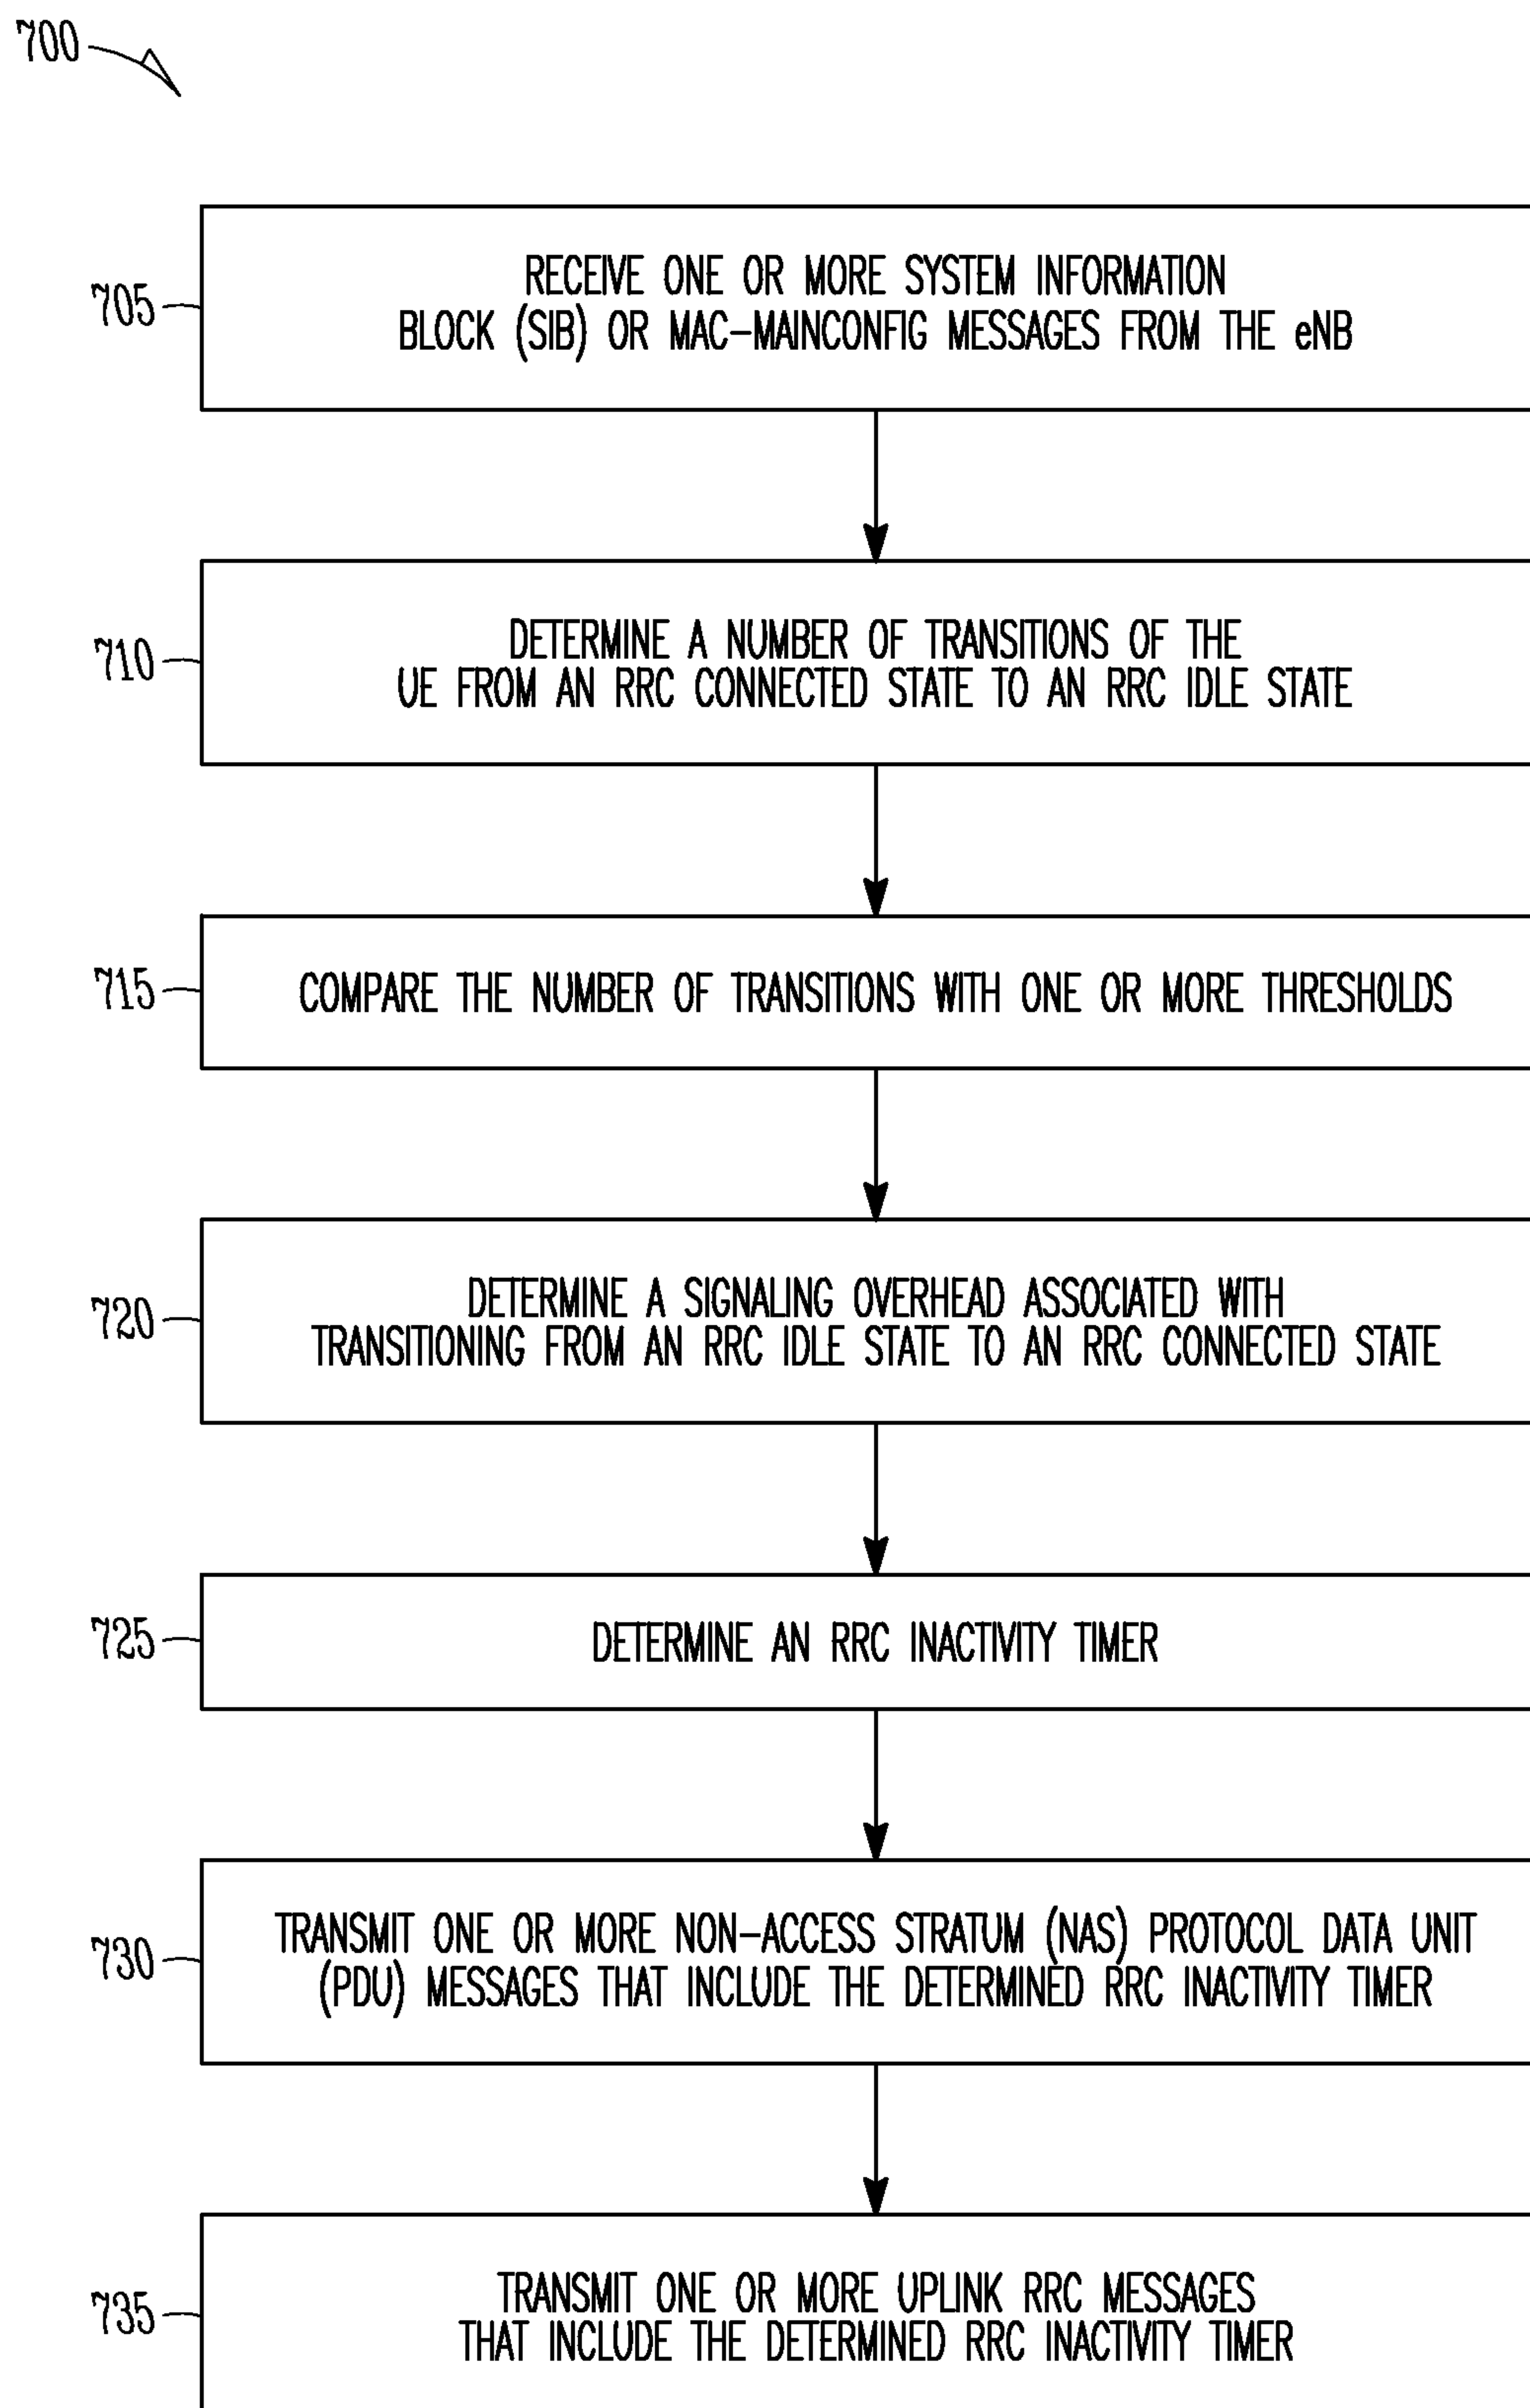 700
705
RECEIVE ONE OR MORE SYSTEM INFORMATION
BLOCK (SIB) OR MAC-MAINCONFIG MESSAGES FROM THE eNB
710
DETERMINE A NUMBER OF TRANSITIONS OF THE
UE FROM AN RRC CONNECTED STATE TO AN RRC IDLE STATE
715
COMPARE THE NUMBER OF TRANSITIONS WITH ONE OR MORE THRESHOLDS
720
DETERMINE A SIGNALING OVERHEAD ASSOCIATED WITH
TRANSITIONING FROM AN RRC IDLE STATE TO AN RRC CONNECTED STATE
725
DETERMINE AN RRC INACTIVITY TIMER
730
TRANSMIT ONE OR MORE NON-ACCESS STRATUM (NAS) PROTOCOL DATA UNIT
(PDU) MESSAGES THAT INCLUDE THE DETERMINED RRC INACTIVITY TIMER
735
TRANSMIT ONE OR MORE UPLINK RRC MESSAGES
THAT INCLUDE THE DETERMINED RRC INACTIVITY TIMER